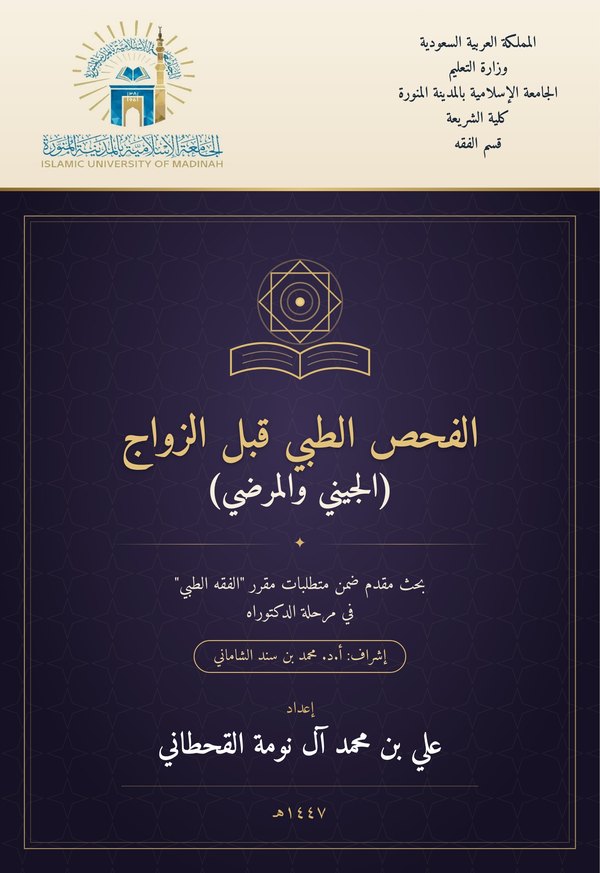 المملكة العربية السعودية
وزارة التعليم
الجامعة الإسلامية بالمدينة المنورة
كلية الشريعة
قسم الفقه
الجامعة الإسلامية بالمدينة المنورة
ISLAMIC UNIVERSITY OF MADINAH
الفحص الطبي قبل الزواج
(الجيني والمرضي)
بحث مقدم ضمن متطلبات مقرر "الفقه الطبي"
في مرحلة الدكتوراه
إشراف: أ.د. محمد بن سند الشاماني
إعداد
علي بن محمد آل نومة القحطاني
١٤٤٧هـ